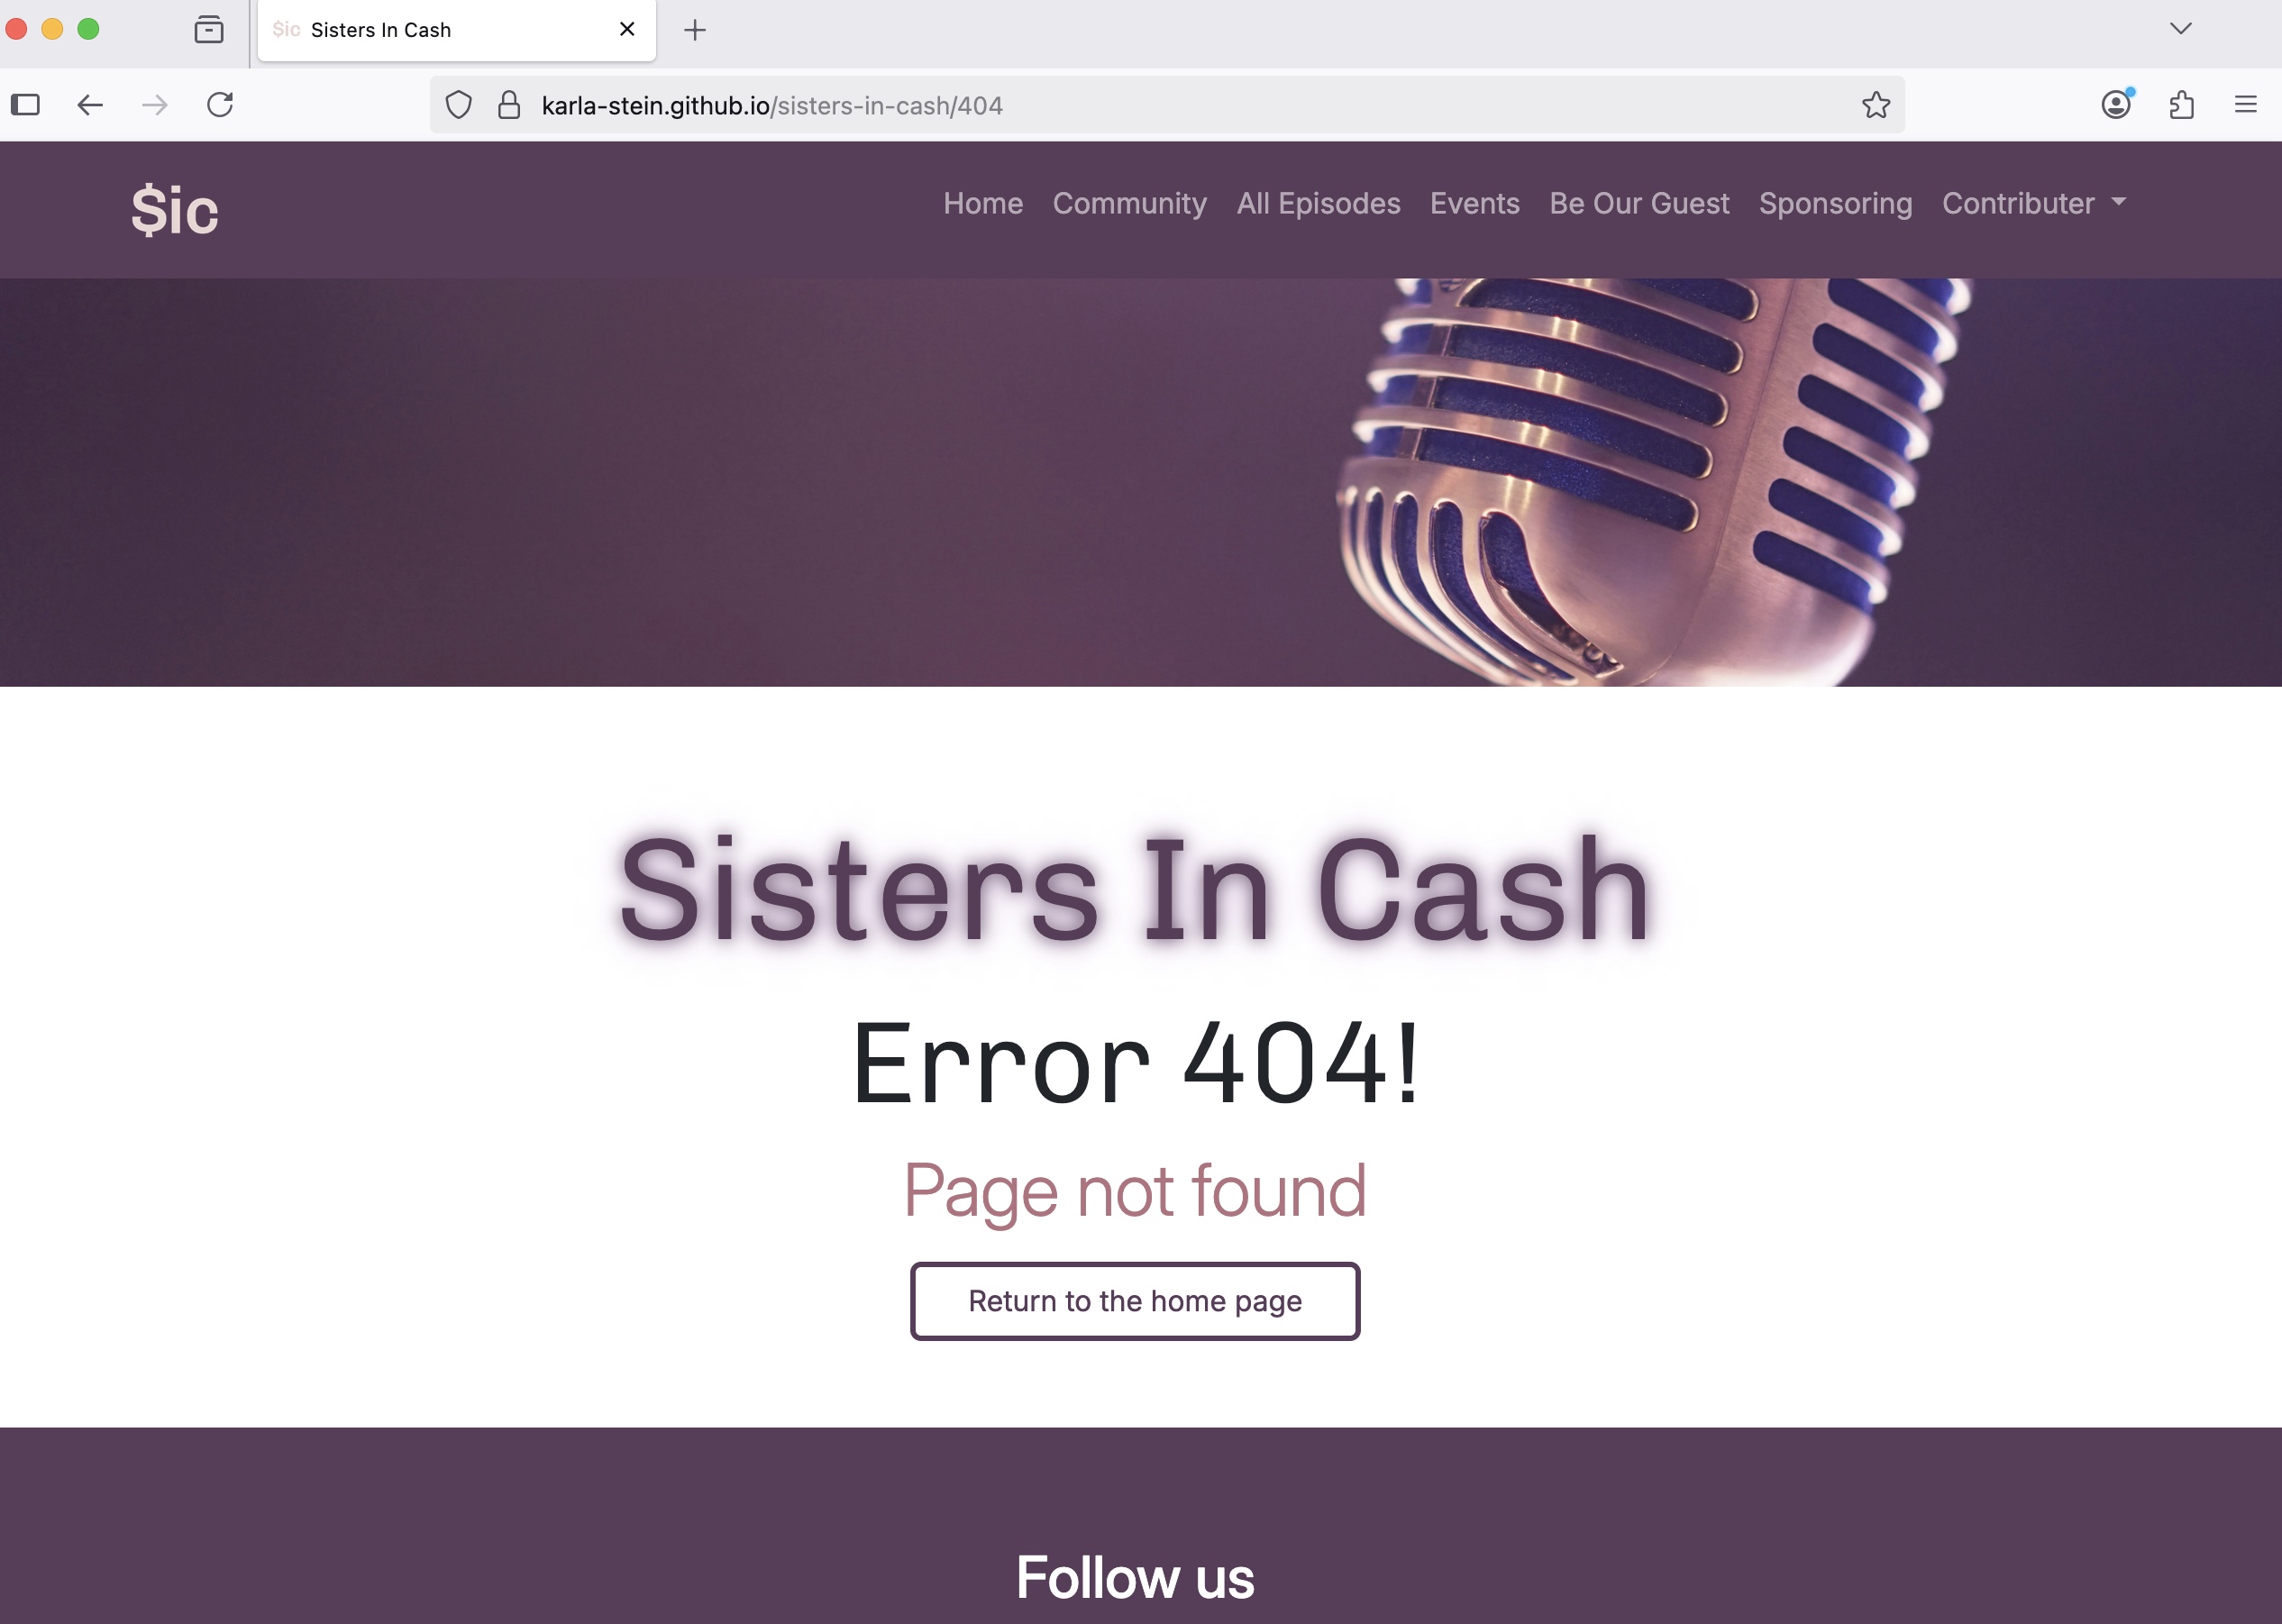 $ic Sisters In Cash
karla-stein.github.io/sisters-in-cash/404
$ic
Home Community All Episodes Events Be Our Guest Sponsoring Contributer
Sisters In Cash
Error 404!
Page not found
Return to the home page
Follow us